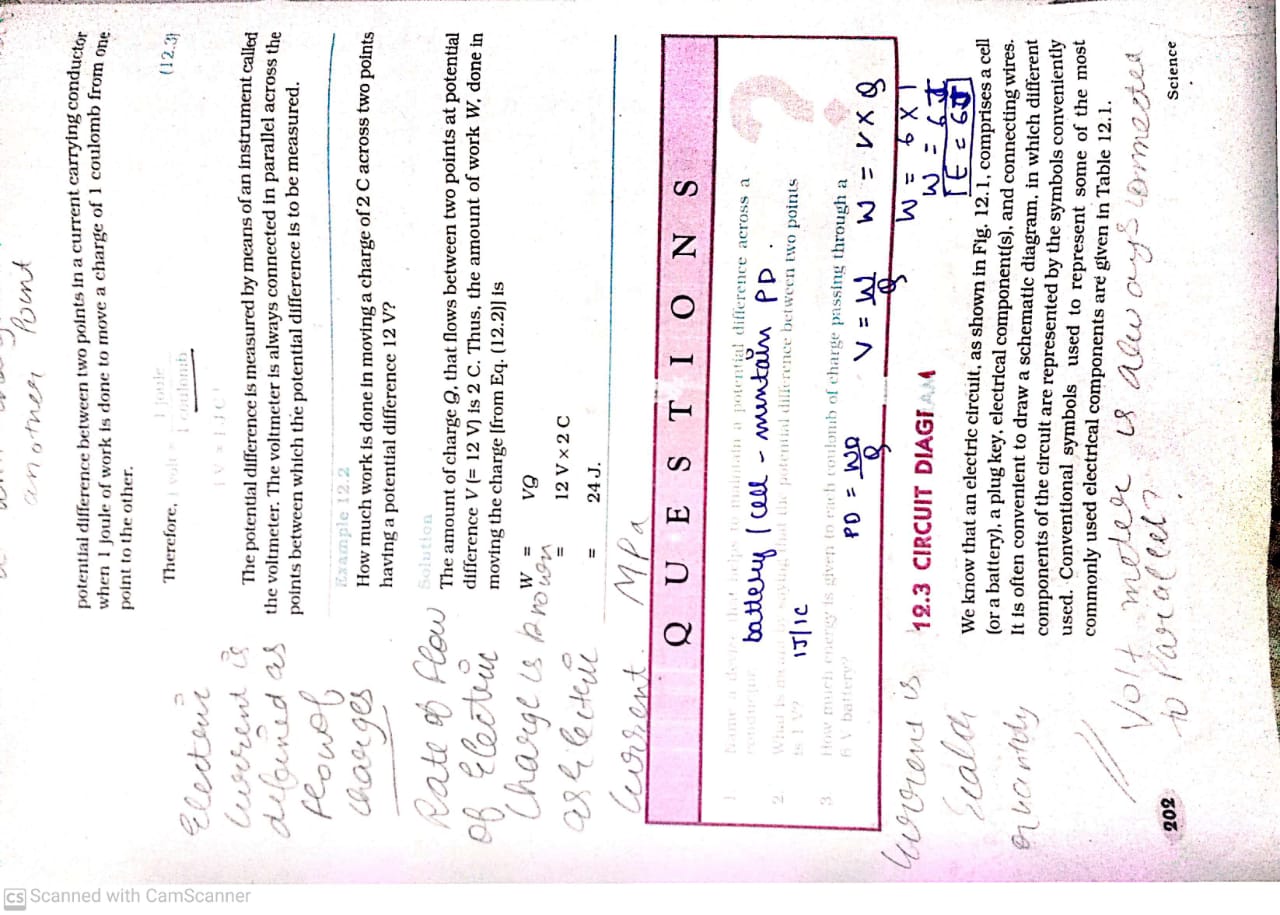 another Point
potential difference between two points in a current carrying conductor
when 1 joule of work is done to move a charge of 1 coulomb from one
point to the other.
Therefore, 1 volt = 1 joule / 1 coulomb (12.3)
1 V = 1 J C⁻¹
The potential difference is measured by means of an instrument called
the voltmeter. The voltmeter is always connected in parallel across the
points between which the potential difference is to be measured.
Example 12.2
How much work is done in moving a charge of 2 C across two points
having a potential difference 12 V?
Solution
The amount of charge Q, that flows between two points at potential
difference V (= 12 V) is 2 C. Thus, the amount of work W, done in
moving the charge [from Eq. (12.2)] is
W = VQ
= 12 V × 2 C
= 24 J.
Electric
current is
defined as
flow of
charges
Rate of flow
of Electric
Charge is known
as Electric
Current. MPa
QUESTIONS
?
1. Name a device that helps to maintain a potential difference across a
conductor.
battery / cell - muntain PD.
2. What is meant by saying that the potential difference between two points
is 1 V?
1J/1C
3. How much energy is given to each coulomb of charge passing through a
6 V battery?
PD = WD/Q V = W/Q W = V × Q
W = 6 × 1
W = 6J
E = 6J
12.3 CIRCUIT DIAGRAM
We know that an electric circuit, as shown in Fig. 12.1, comprises a cell
(or a battery), a plug key, electrical component(s), and connecting wires.
It is often convenient to draw a schematic diagram, in which different
components of the circuit are represented by the symbols conveniently
used. Conventional symbols used to represent some of the most
commonly used electrical components are given in Table 12.1.
Current is
quantity
// Volt meter is always connected
to Parallel?
202
Science
CS Scanned with CamScanner